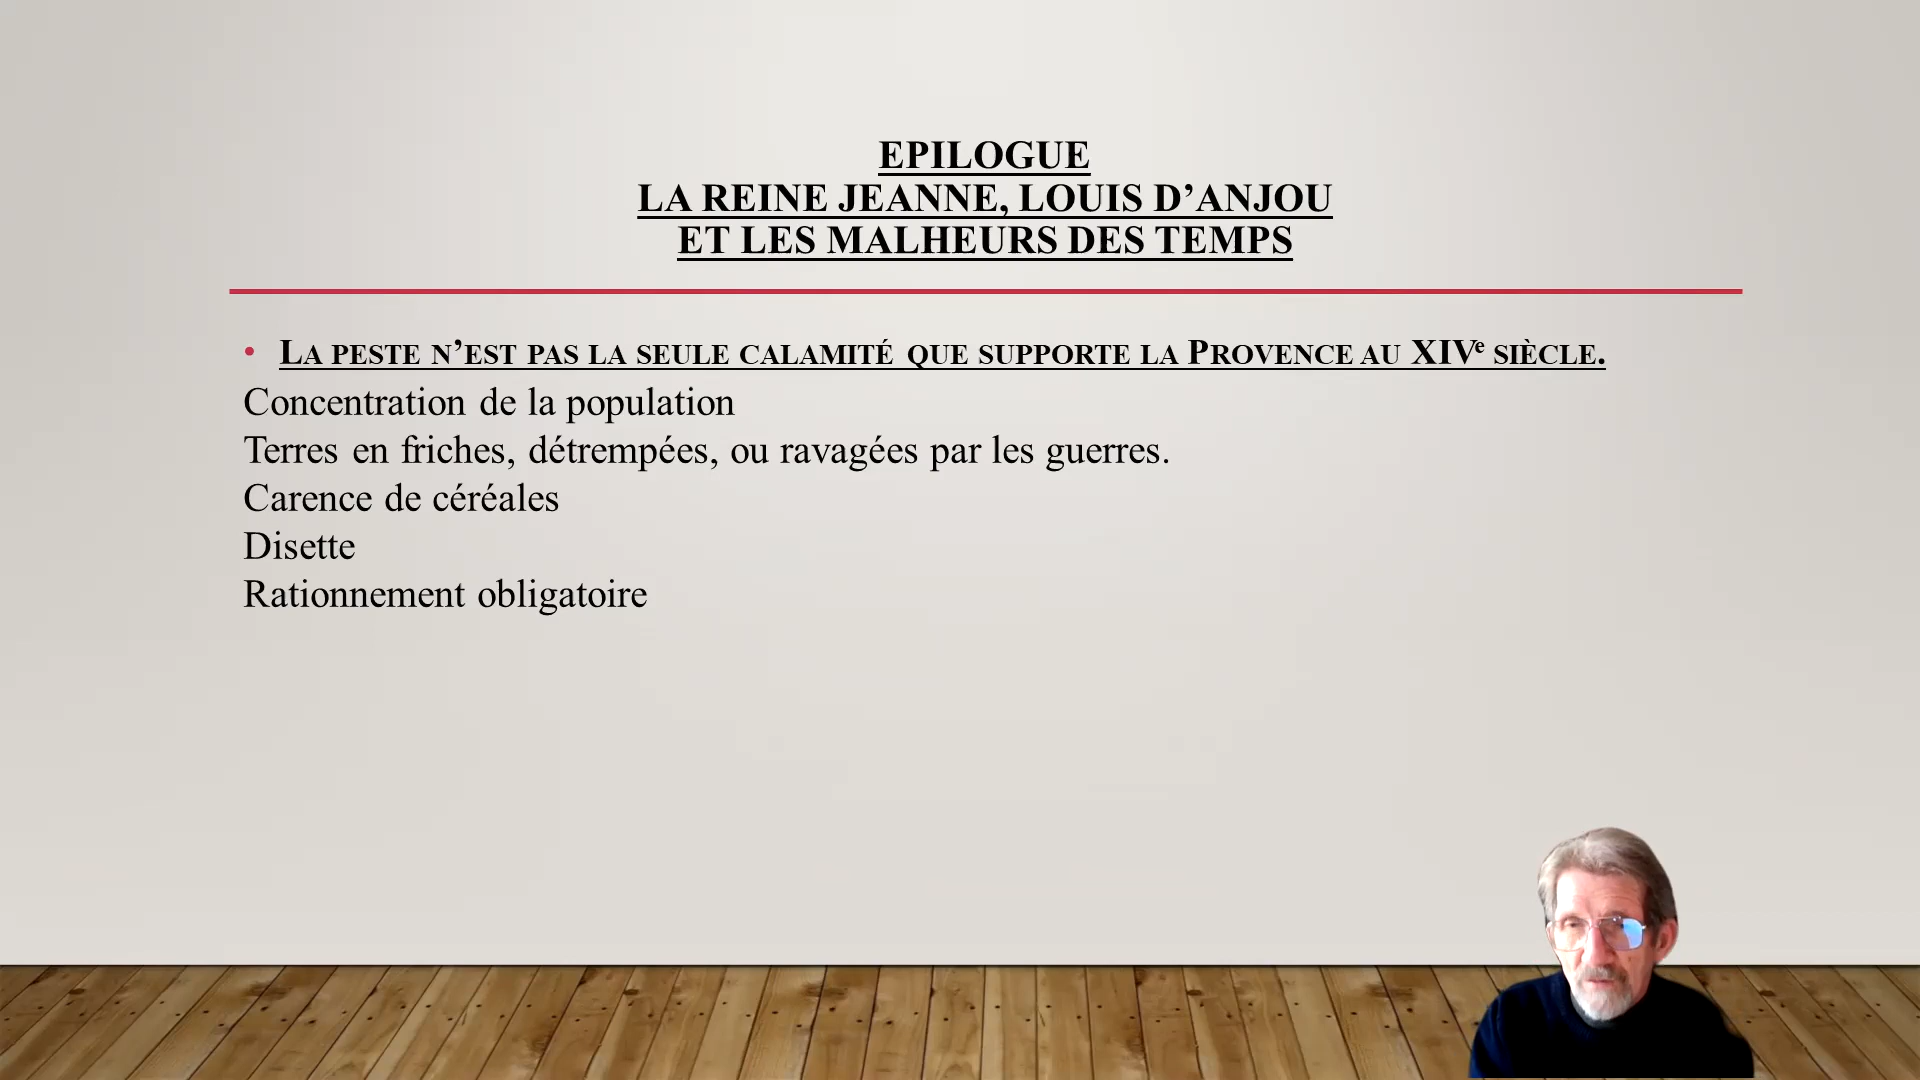 EPILOGUE
LA REINE JEANNE, LOUIS D’ANJOU
ET LES MALHEURS DES TEMPS
• La peste n’est pas la seule calamité que supporte la Provence au XIVe siècle.
Concentration de la population
Terres en friches, détrempées, ou ravagées par les guerres.
Carence de céréales
Disette
Rationnement obligatoire